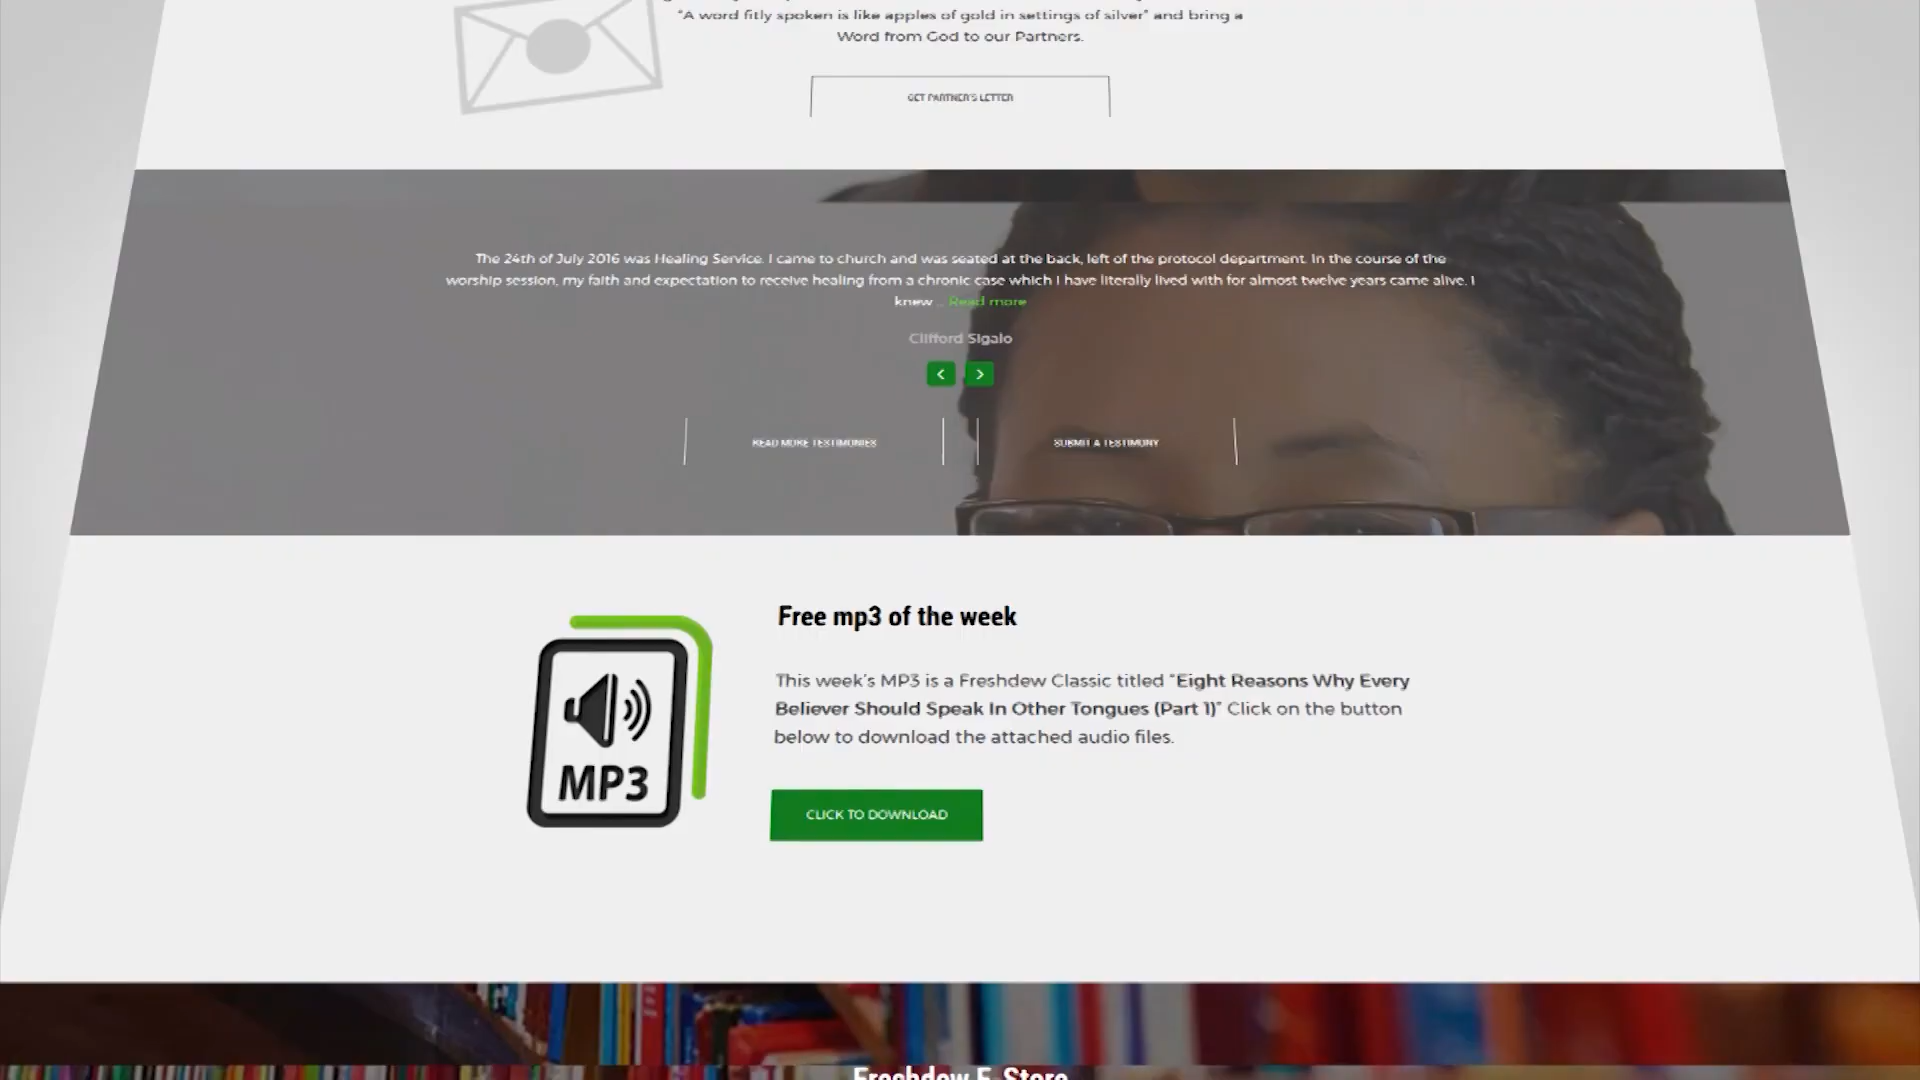 "A word fitly spoken is like apples of gold in settings of silver" and bring a
Word from God to our Partners.
GET PARTNER'S LETTER
The 24th of July 2016 was Healing Service. I came to church and was seated at the back, left of the protocol department. In the course of the
worship session, my faith and expectation to receive healing from a chronic case which I have literally lived with for almost twelve years came alive. I
knew ... Read more
Clifford Sigalo
< >
READ MORE TESTIMONIES
SUBMIT A TESTIMONY
Free mp3 of the week
This week's MP3 is a Freshdew Classic titled "Eight Reasons Why Every
Believer Should Speak In Other Tongues (Part 1)" Click on the button
below to download the attached audio files.
MP3
CLICK TO DOWNLOAD
Freshdew E-Store